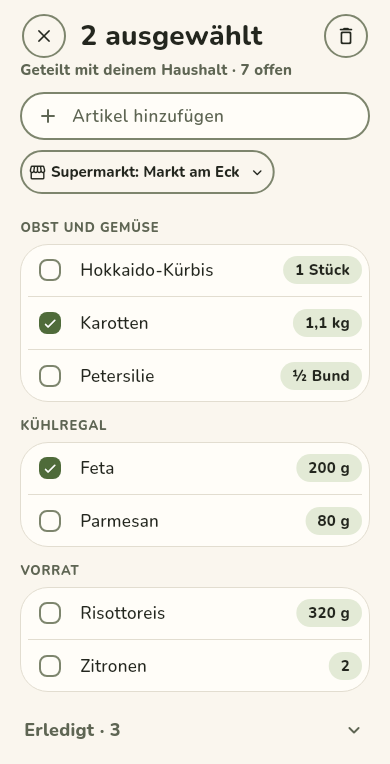 2 ausgewählt
Geteilt mit deinem Haushalt · 7 offen
Artikel hinzufügen
Supermarkt: Markt am Eck
OBST UND GEMÜSE
Hokkaido-Kürbis 1 Stück
Karotten 1,1 kg
Petersilie ½ Bund
KÜHLREGAL
Feta 200 g
Parmesan 80 g
VORRAT
Risottoreis 320 g
Zitronen 2
Erledigt · 3